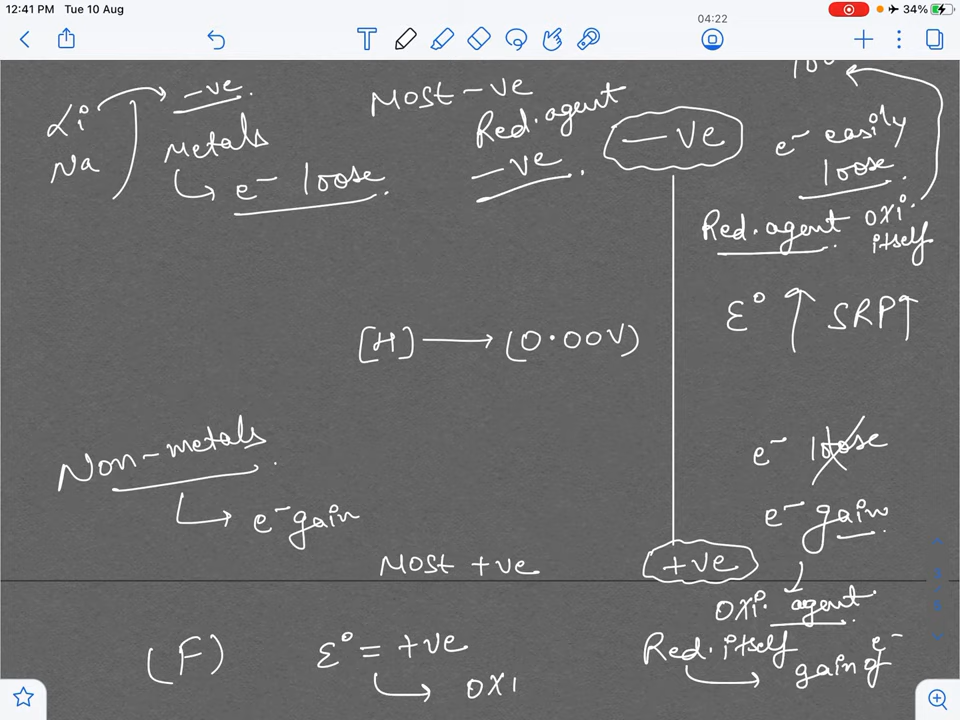 12:41 PM Tue 10 Aug
04:22
34%
T
Li
Na
-ve
Metals
e⁻ loose
Most -ve
Red. agent
-ve
-ve
e⁻ easily
loose
Red. agent oxi.
itself
[H] → (0.00V)
ε° ↑ SRP↑
Non-metals
e⁻ gain
e⁻ loose
e⁻ gain
Most +ve
+ve
oxi. agent
Red. itself
gain of e⁻
(F)
ε° = +ve
oxi